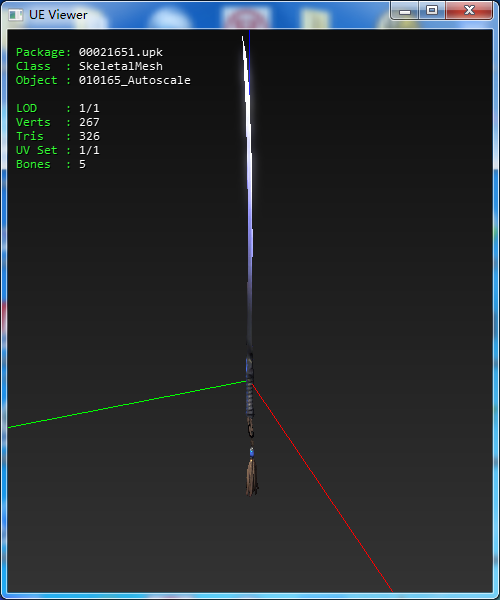 UE Viewer
Package: 00021651.upk
Class  : SkeletalMesh
Object : 010165_Autoscale
LOD    : 1/1
Verts  : 267
Tris   : 326
UV Set : 1/1
Bones  : 5